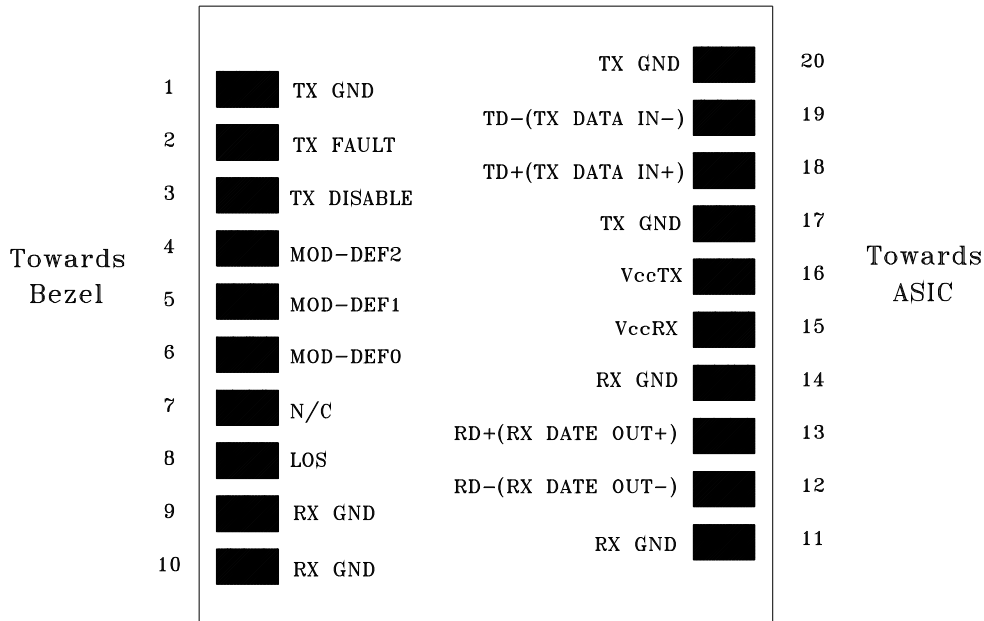 1 TX GND
2 TX FAULT
3 TX DISABLE
4 MOD-DEF2
5 MOD-DEF1
6 MOD-DEF0
7 N/C
8 LOS
9 RX GND
10 RX GND
Towards
Bezel
TX GND 20
TD-(TX DATA IN-) 19
TD+(TX DATA IN+) 18
TX GND 17
VccTX 16
VccRX 15
RX GND 14
RD+(RX DATE OUT+) 13
RD-(RX DATE OUT-) 12
RX GND 11
Towards
ASIC